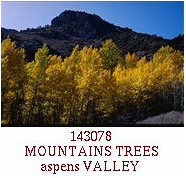 143078
MOUNTAINS TREES
aspens VALLEY